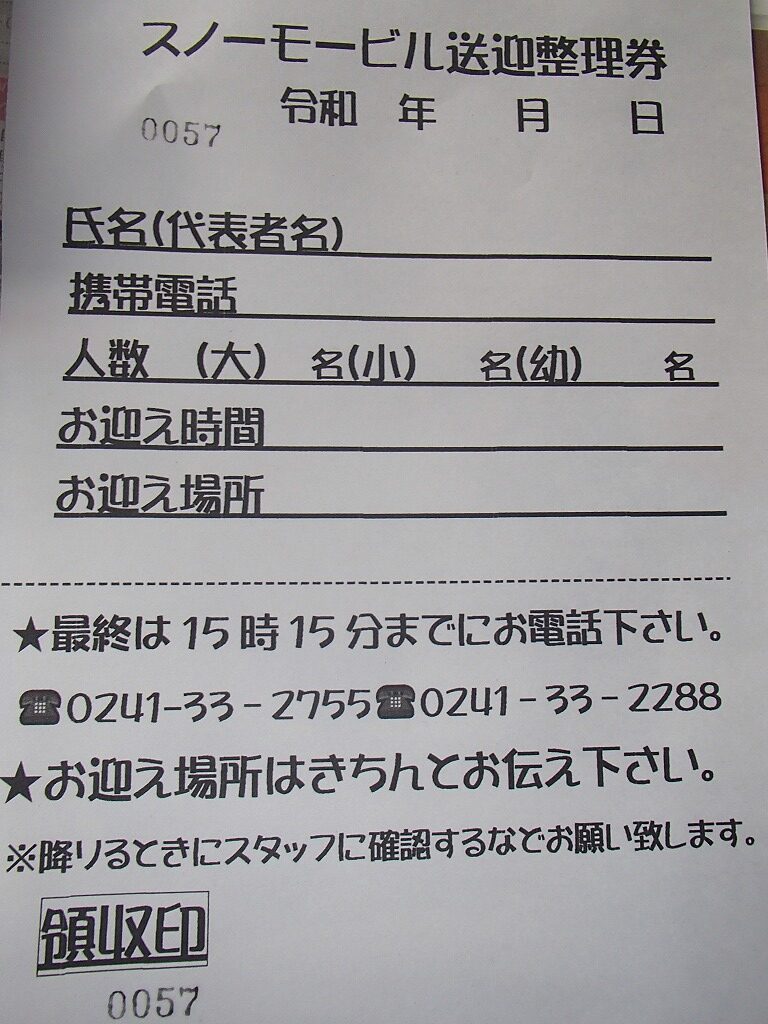 スノーモービル送迎整理券
令和 年 月 日
0057
氏名(代表者名)
携帯電話
人数 (大) 名(小) 名(幼) 名
お迎え時間
お迎え場所
★最終は15時15分までにお電話下さい。
☎0241-33-2755☎0241-33-2288
★お迎え場所はきちんとお伝え下さい。
※降りるときにスタッフに確認するなどお願い致します。
領収印
0057